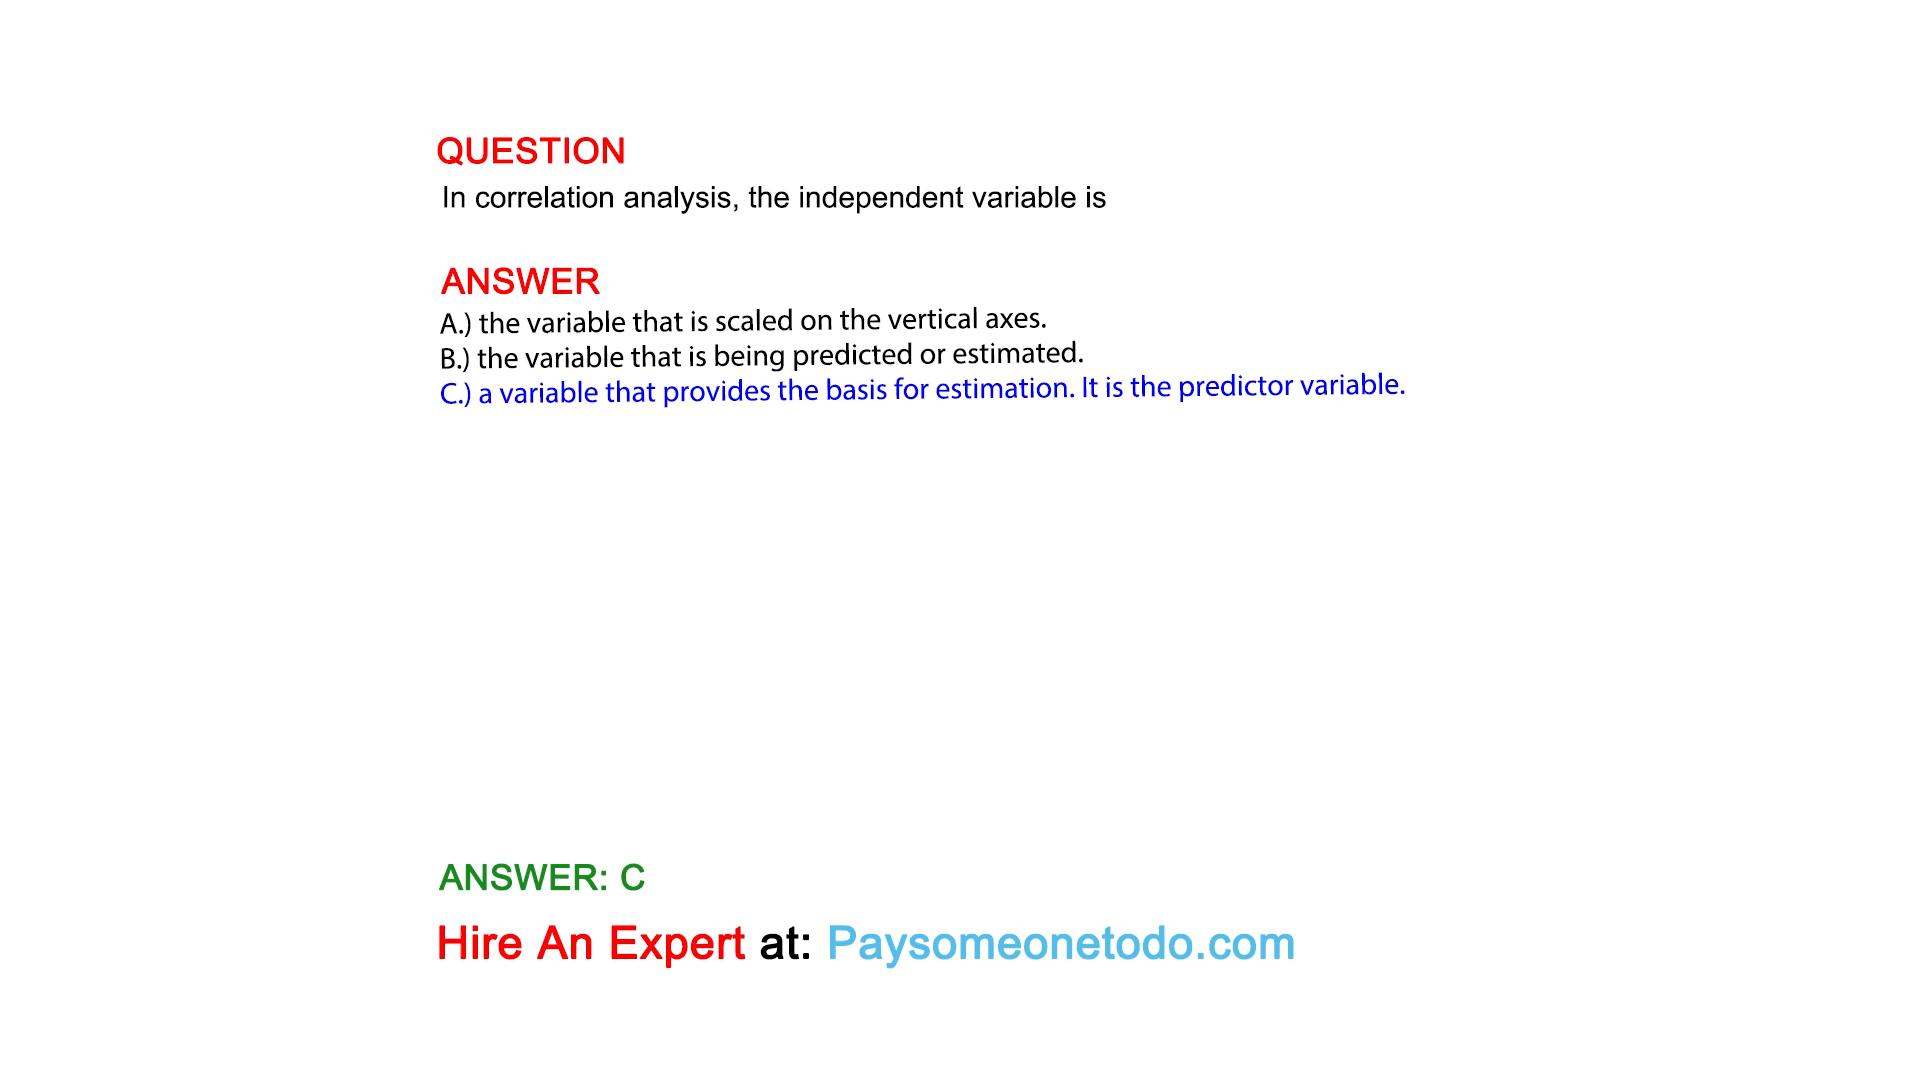 QUESTION
In correlation analysis, the independent variable is
ANSWER
A.) the variable that is scaled on the vertical axes.
B.) the variable that is being predicted or estimated.
C.) a variable that provides the basis for estimation. It is the predictor variable.
ANSWER: C
Hire An Expert at: Paysomeonetodo.com